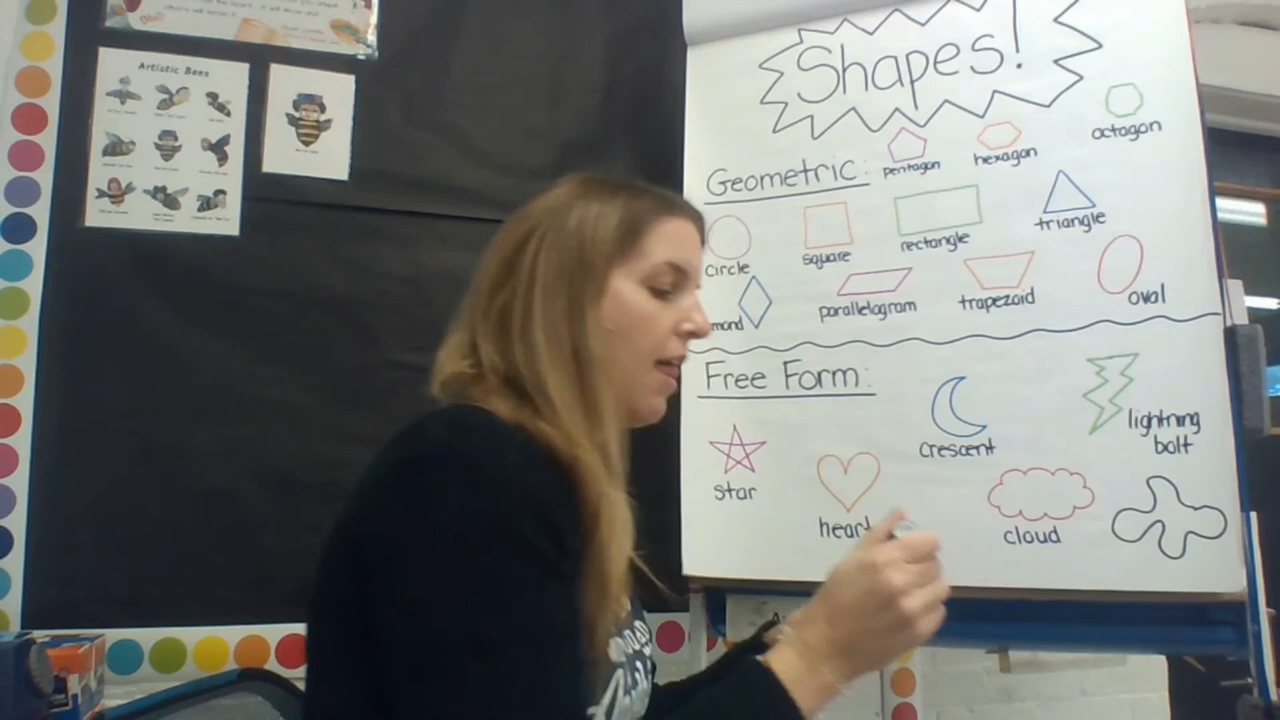 Artistic Bees
Shapes!
Geometric:
pentagon
hexagon
octagon
circle
square
rectangle
triangle
mond
parallelogram
trapezoid
oval
Free Form:
star
heart
crescent
cloud
lightning
bolt